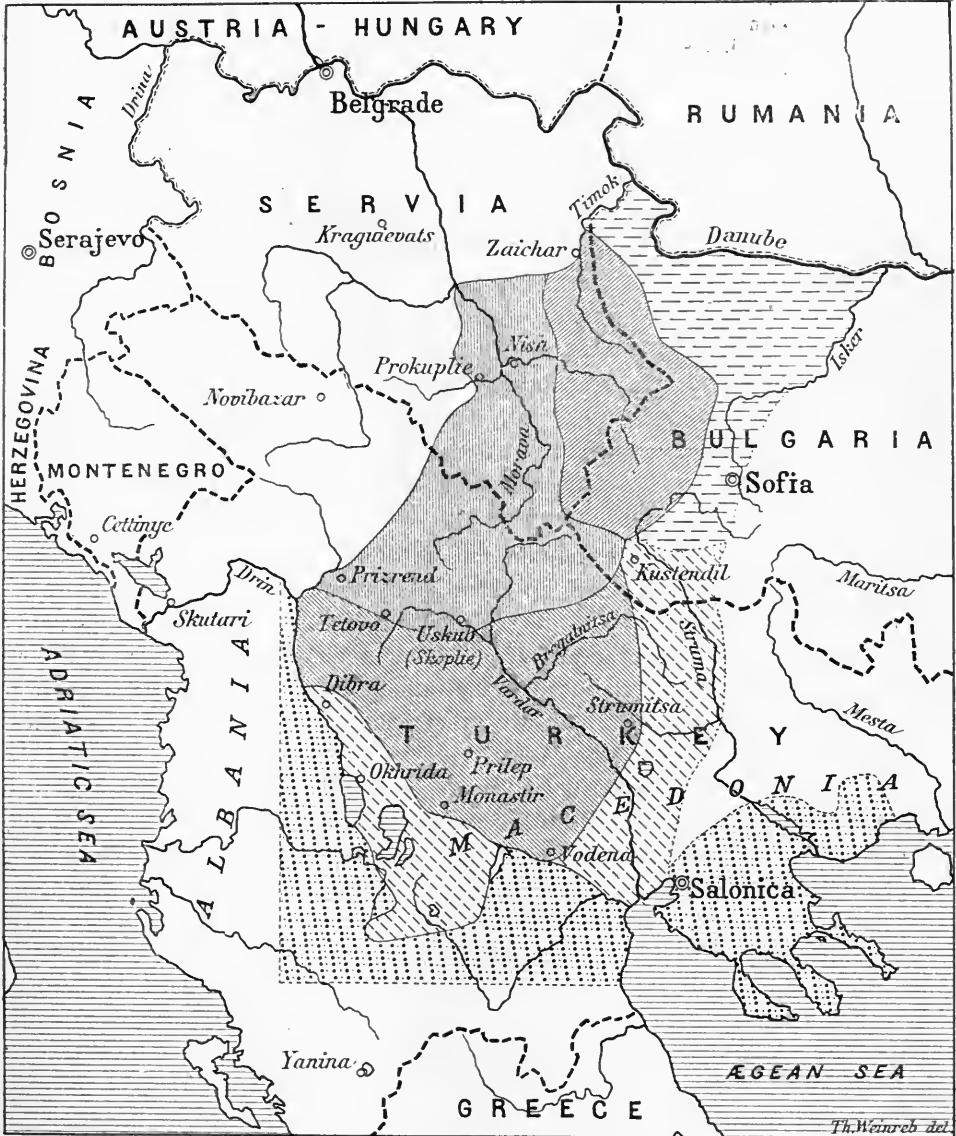 AUSTRIA - HUNGARY
RUMANIA
Drina
Belgrade
BOSNIA
SERVIA
Timok
Kraguievats
Zaichar
Danube
Serajevo
Isker
Nish
Prokuplie
Novibazar
HERZEGOVINA
BULGARIA
Morava
MONTENEGRO
Sofia
Cettinye
Drin
Prizrend
Kustendil
Maritsa
Skutari
Tetovo
Uskub
(Skoplie)
Bregalnitsa
Struma
Dibra
Vardar
ADRIATIC SEA
ALBANIA
Strumitsa
Mesta
TURKEY
Prilep
Okhrida
Monastir
MACEDONIA
Vodena
Salonica
Yanina
ÆGEAN SEA
GREECE
Th. Weinreb del.